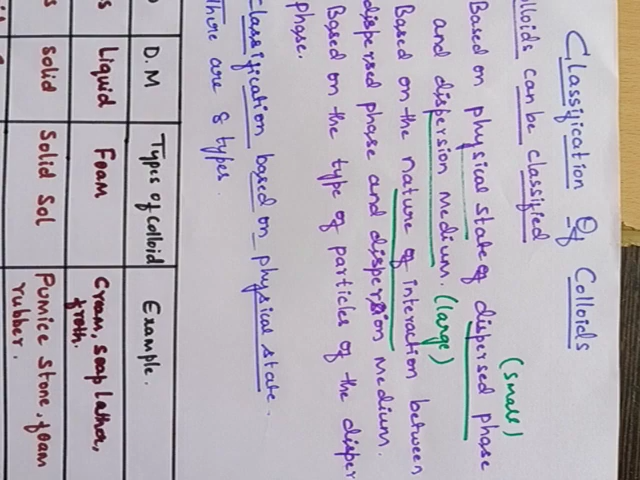 Classification Of Colloids
olloids can be classified
(small)
Based on physical state of dispersed phase
and dispersion medium. (large)
Based on the nature of interaction between
dispersed phase and dispersion medium.
Based on the type of particles of the disper
phase.
Classification based on physical state.
There are 8 types.
D.M Types of colloid Example.
s Liquid Foam Cream, soap lather,
froth.
s Solid Solid Sol Pumice stone, foam
rubber.